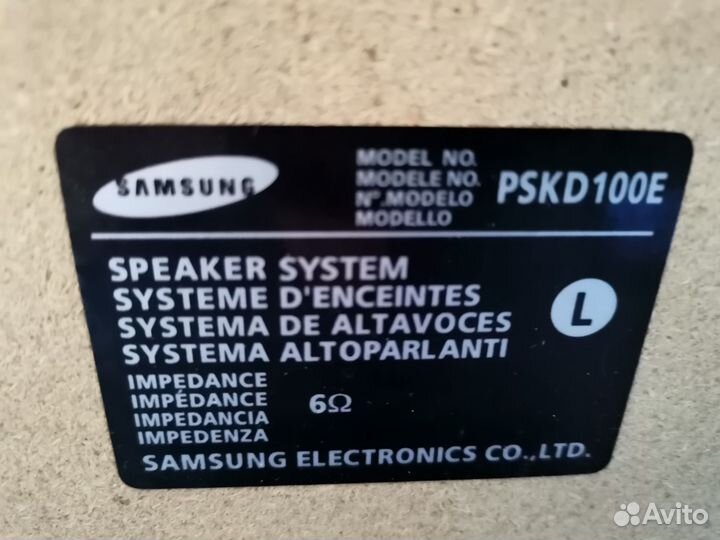 SAMSUNG
MODEL NO.
MODELE NO.
Nº.MODELO
MODELLO
PSKD100E
SPEAKER SYSTEM
SYSTEME D'ENCEINTES
SYSTEMA DE ALTAVOCES
SYSTEMA ALTOPARLANTI
L
IMPEDANCE
IMPÉDANCE
IMPEDANCIA
IMPEDENZA
6Ω
SAMSUNG ELECTRONICS CO.,LTD.
Avito